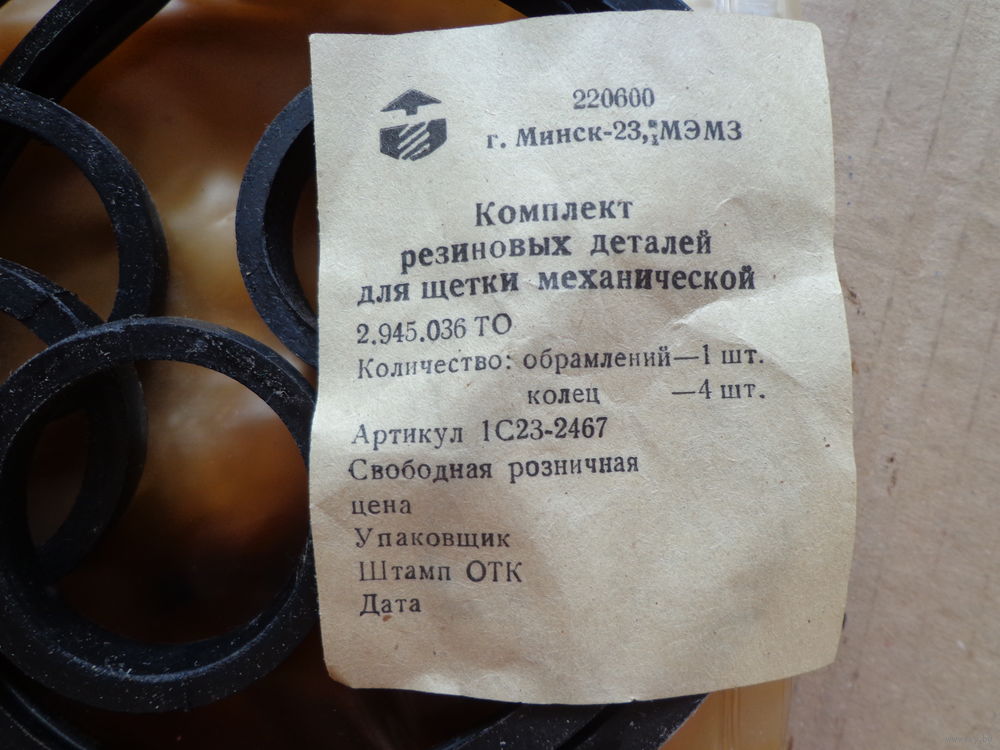 220600
г. Минск-23, МЭМЗ
Комплект
резиновых деталей
для щетки механической
2.945.036 ТО
Количество: обрамлений—1 шт.
колец —4 шт.
Артикул 1С23-2467
Свободная розничная
цена
Упаковщик
Штамп ОТК
Дата